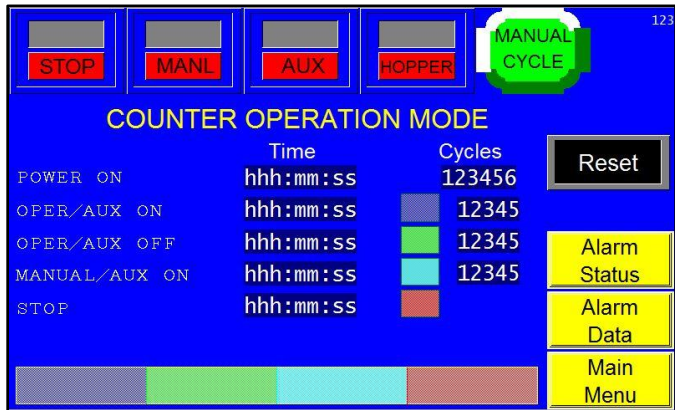 STOP MANL AUX HOPPER MANUAL CYCLE 123
COUNTER OPERATION MODE
Time Cycles
POWER ON hhh:mm:ss 123456
Reset
OPER/AUX ON hhh:mm:ss 12345
OPER/AUX OFF hhh:mm:ss 12345
MANUAL/AUX ON hhh:mm:ss 12345
STOP hhh:mm:ss
Alarm
Status
Alarm
Data
Main
Menu